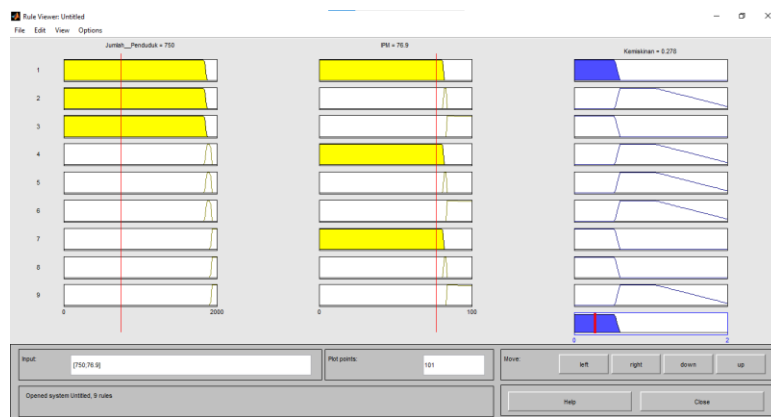 Rule Viewer: Untitled
File Edit View Options
Jumlah__Penduduk = 750
IPM = 76.9
Kemiskinan = 0.278
1
2
3
4
5
6
7
8
9
0 2000
0 100
0 2
Input: [750;76.9]
Plot points: 101
Move: left right down up
Opened system Untitled, 9 rules
Help Close